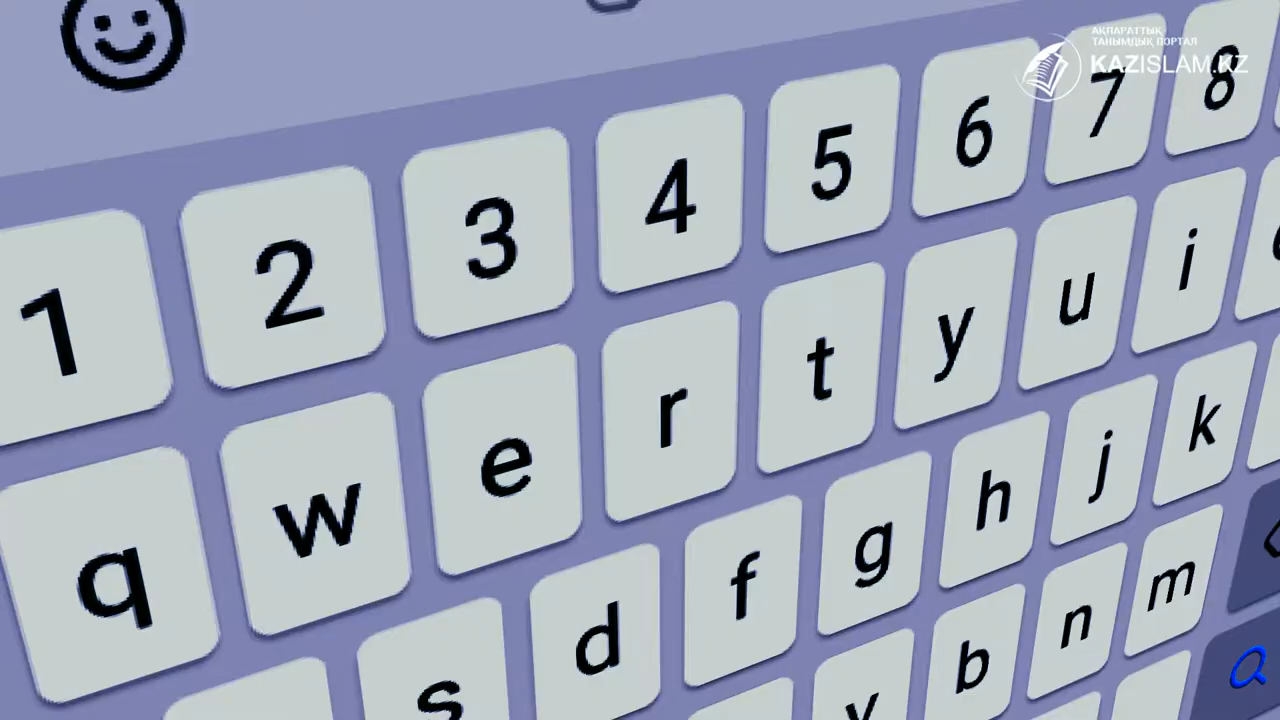 АҚПАРАТТЫҚ
ТАНЫМДЫҚ ПОРТАЛ
KAZISLAM.KZ
1 2 3 4 5 6 7 8
q w e r t y u i
s d f g h j k
v b n m